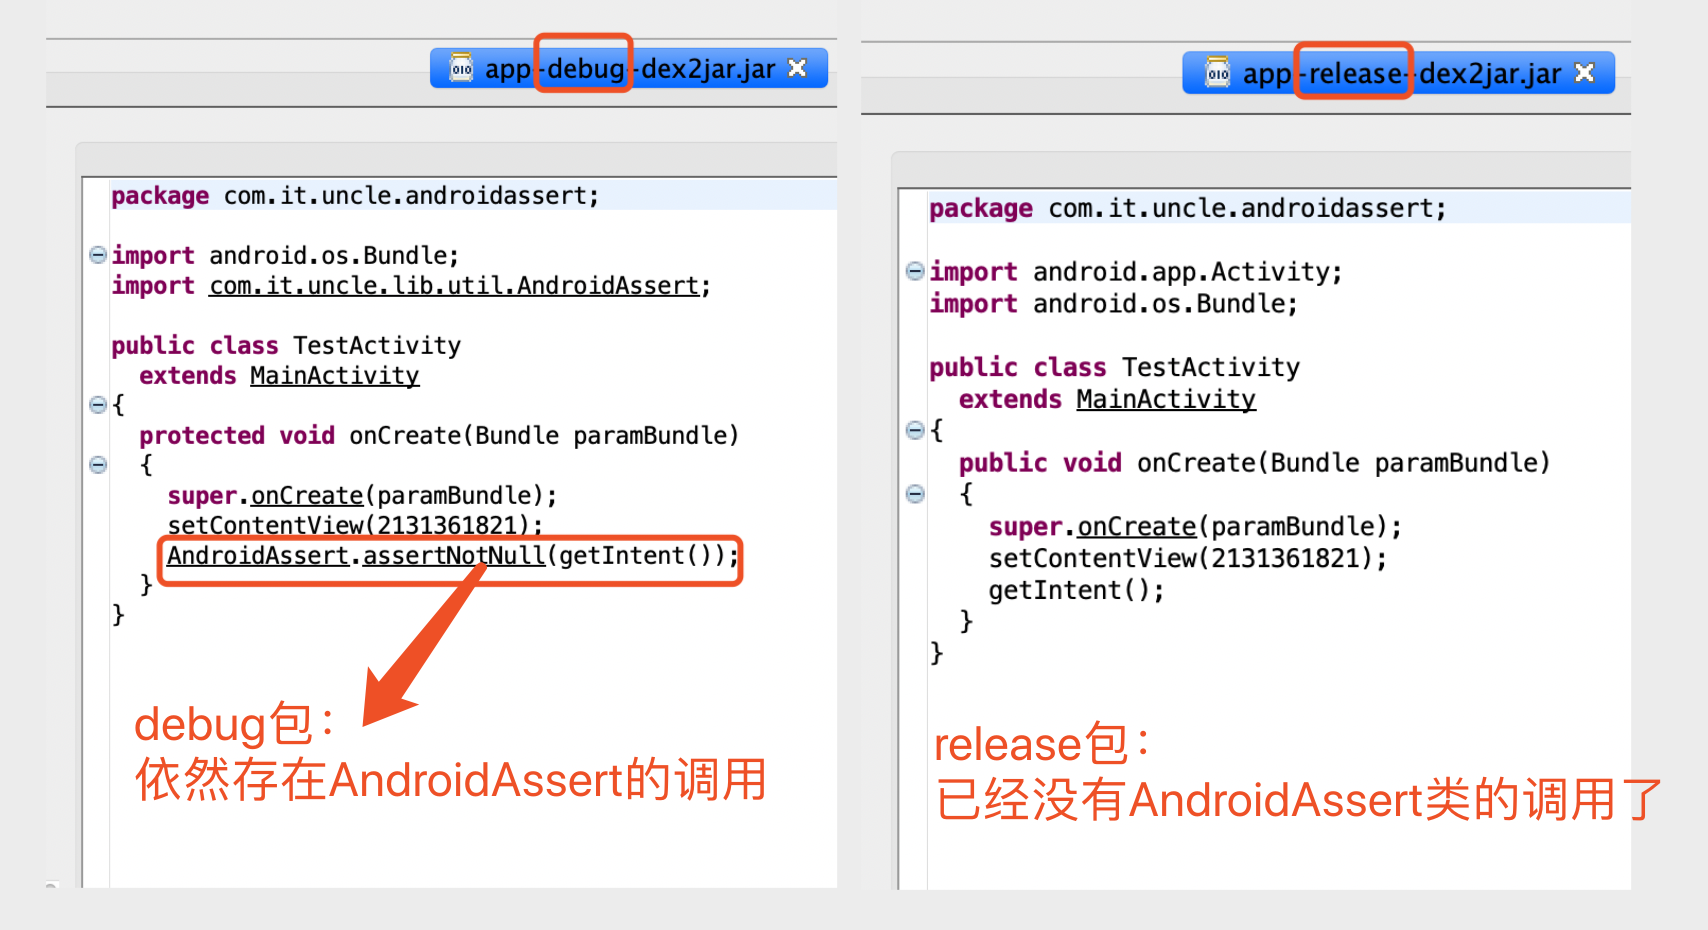 app-debug-dex2jar.jar
package com.it.uncle.androidassert;
import android.os.Bundle;
import com.it.uncle.lib.util.AndroidAssert;
public class TestActivity
extends MainActivity
{
protected void onCreate(Bundle paramBundle)
{
super.onCreate(paramBundle);
setContentView(2131361821);
AndroidAssert.assertNotNull(getIntent());
}
}
debug包：
依然存在AndroidAssert的调用
app-release-dex2jar.jar
package com.it.uncle.androidassert;
import android.app.Activity;
import android.os.Bundle;
public class TestActivity
extends MainActivity
{
public void onCreate(Bundle paramBundle)
{
super.onCreate(paramBundle);
setContentView(2131361821);
getIntent();
}
}
release包：
已经没有AndroidAssert类的调用了